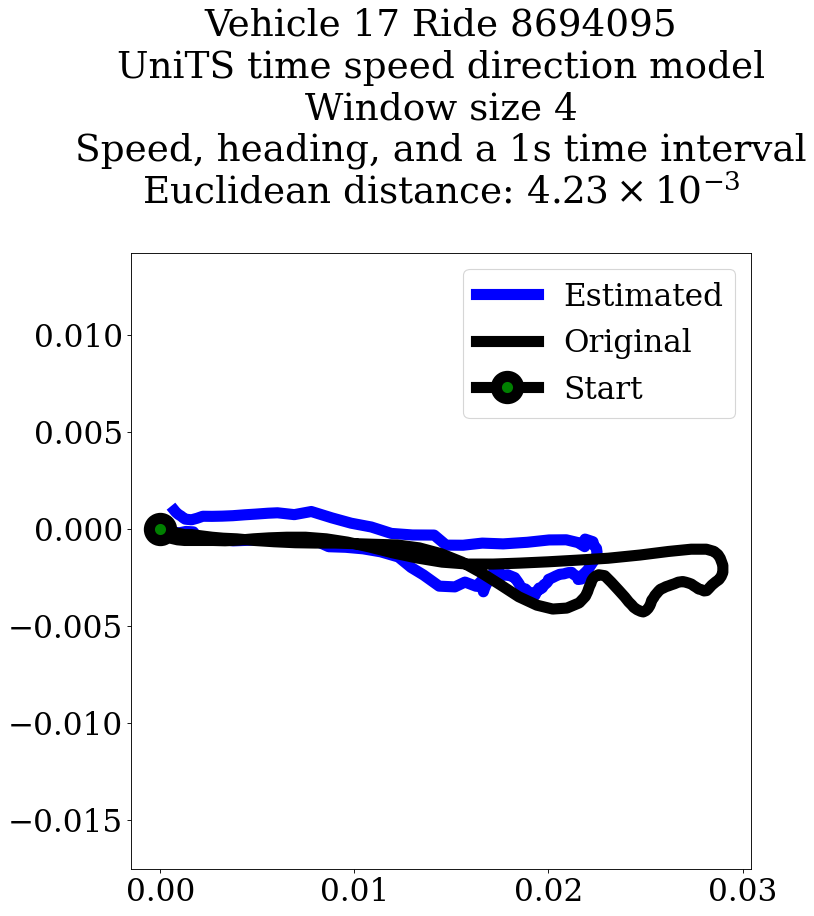 Vehicle 17 Ride 8694095
UniTS time speed direction model
Window size 4
Speed, heading, and a 1s time interval
Euclidean distance: 4.23 × 10⁻³
Estimated
Original
Start
0.010
0.005
0.000
−0.005
−0.010
−0.015
0.00 0.01 0.02 0.03